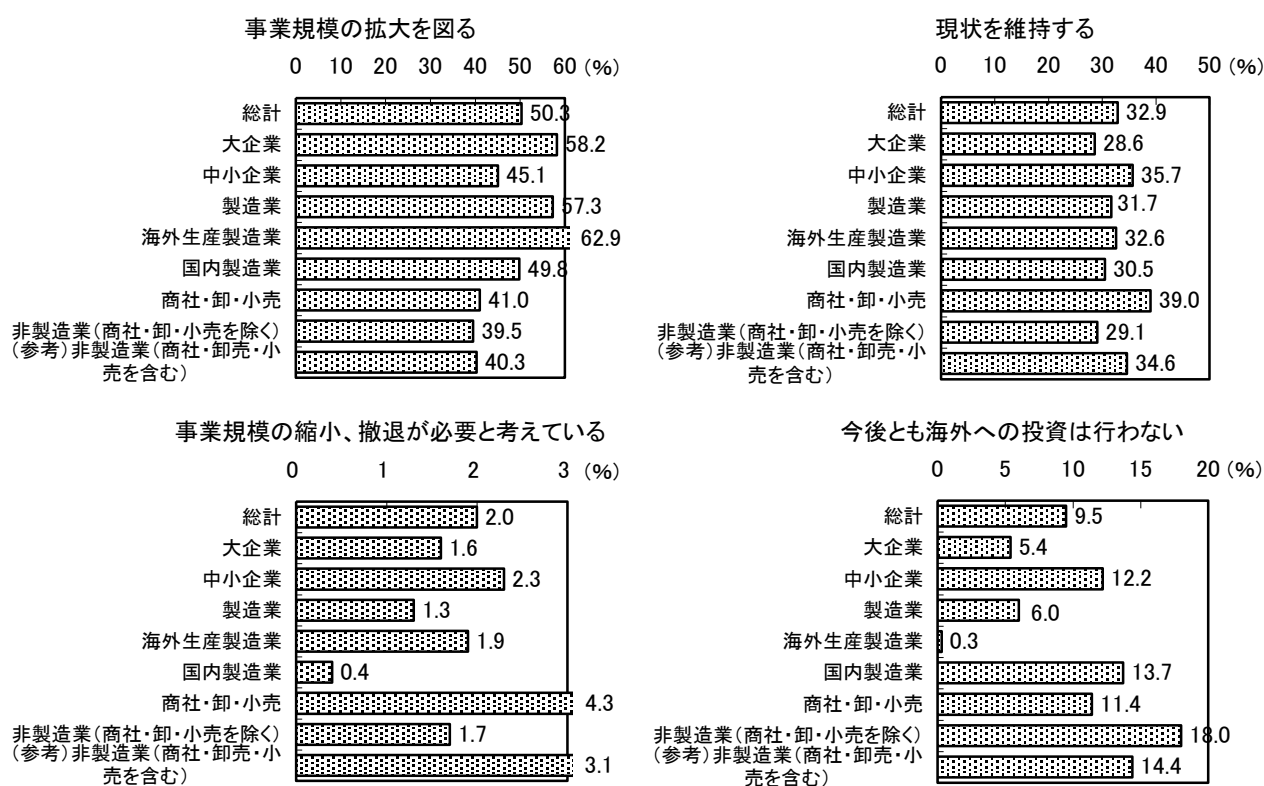 事業規模の拡大を図る
0 10 20 30 40 50 60 (%)
総計 50.3
大企業 58.2
中小企業 45.1
製造業 57.3
海外生産製造業 62.9
国内製造業 49.8
商社・卸・小売 41.0
非製造業(商社・卸・小売を除く) 39.5
(参考)非製造業(商社・卸売・小
売を含む) 40.3
現状を維持する
0 10 20 30 40 50 (%)
総計 32.9
大企業 28.6
中小企業 35.7
製造業 31.7
海外生産製造業 32.6
国内製造業 30.5
商社・卸・小売 39.0
非製造業(商社・卸・小売を除く) 29.1
(参考)非製造業(商社・卸売・小
売を含む) 34.6
事業規模の縮小、撤退が必要と考えている
0 1 2 3 (%)
総計 2.0
大企業 1.6
中小企業 2.3
製造業 1.3
海外生産製造業 1.9
国内製造業 0.4
商社・卸・小売 4.3
非製造業(商社・卸・小売を除く) 1.7
(参考)非製造業(商社・卸売・小
売を含む) 3.1
今後とも海外への投資は行わない
0 5 10 15 20 (%)
総計 9.5
大企業 5.4
中小企業 12.2
製造業 6.0
海外生産製造業 0.3
国内製造業 13.7
商社・卸・小売 11.4
非製造業(商社・卸・小売を除く) 18.0
(参考)非製造業(商社・卸売・小
売を含む) 14.4